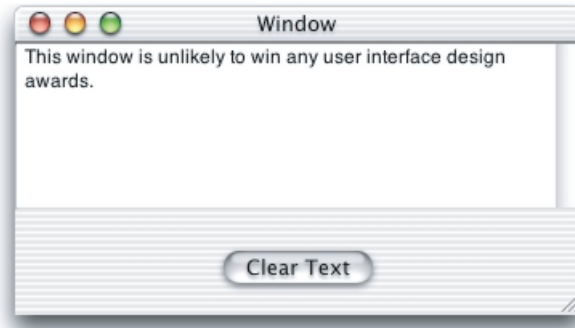 Window
This window is unlikely to win any user interface design
awards.
Clear Text